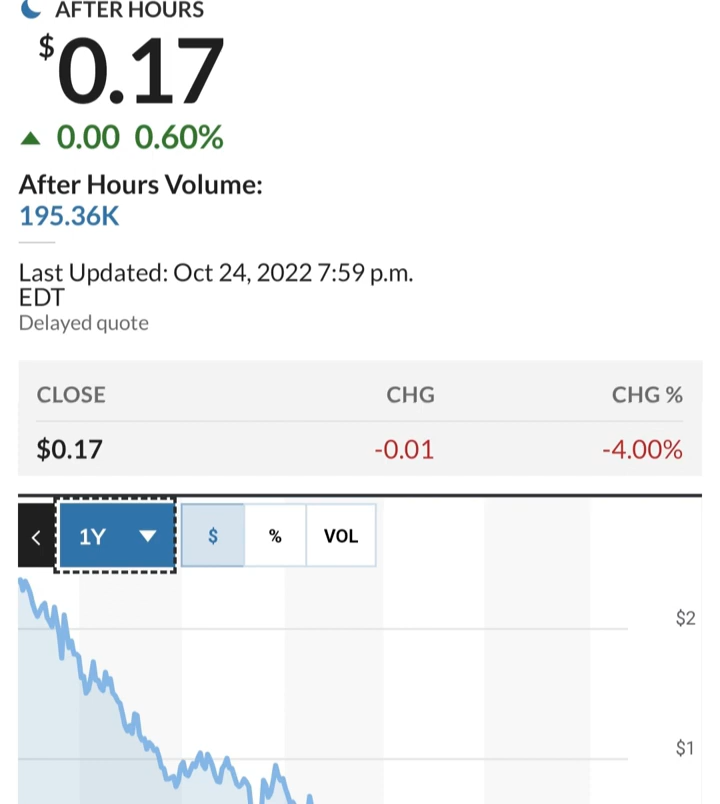 AFTER HOURS
$0.17
0.00 0.60%
After Hours Volume:
195.36K
Last Updated: Oct 24, 2022 7:59 p.m.
EDT
Delayed quote
CLOSE CHG CHG %
$0.17 -0.01 -4.00%
1Y $ % VOL
$2
$1